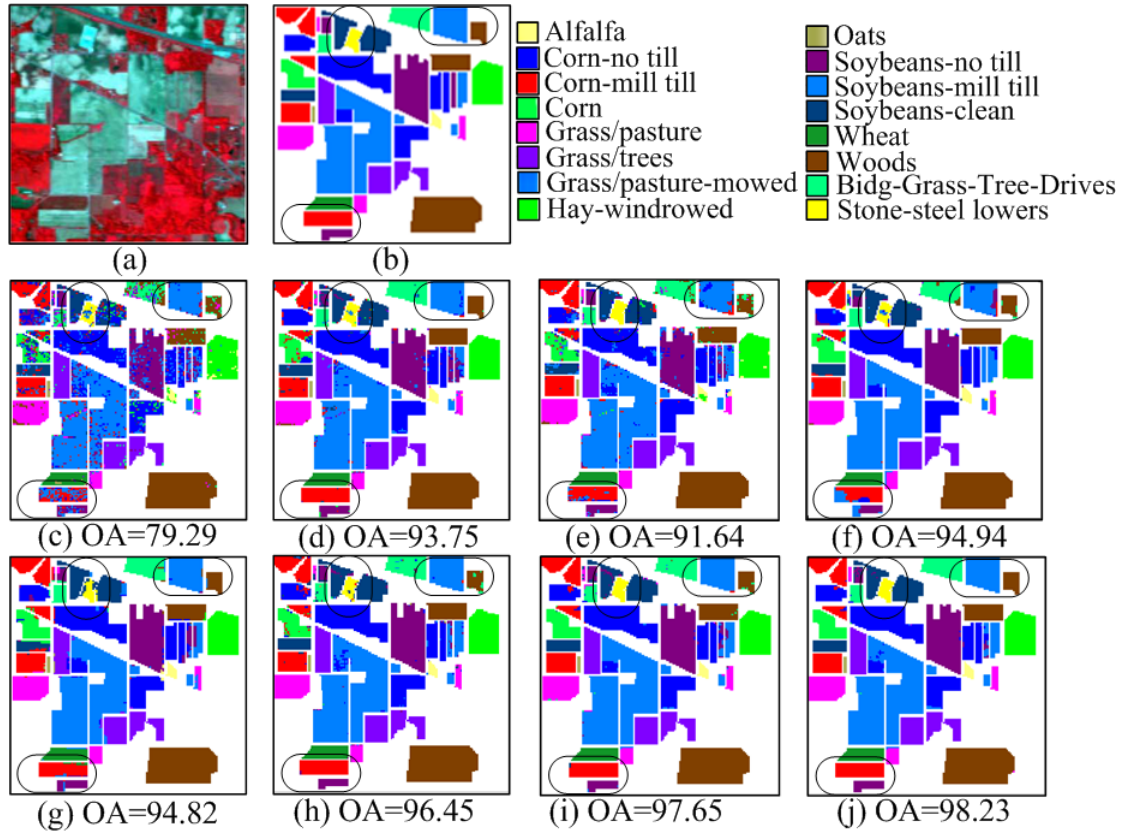 Alfalfa
Corn-no till
Corn-mill till
Corn
Grass/pasture
Grass/trees
Grass/pasture-mowed
Hay-windrowed
Oats
Soybeans-no till
Soybeans-mill till
Soybeans-clean
Wheat
Woods
Bidg-Grass-Tree-Drives
Stone-steel lowers
(a)
(b)
(c) OA=79.29
(d) OA=93.75
(e) OA=91.64
(f) OA=94.94
(g) OA=94.82
(h) OA=96.45
(i) OA=97.65
(j) OA=98.23